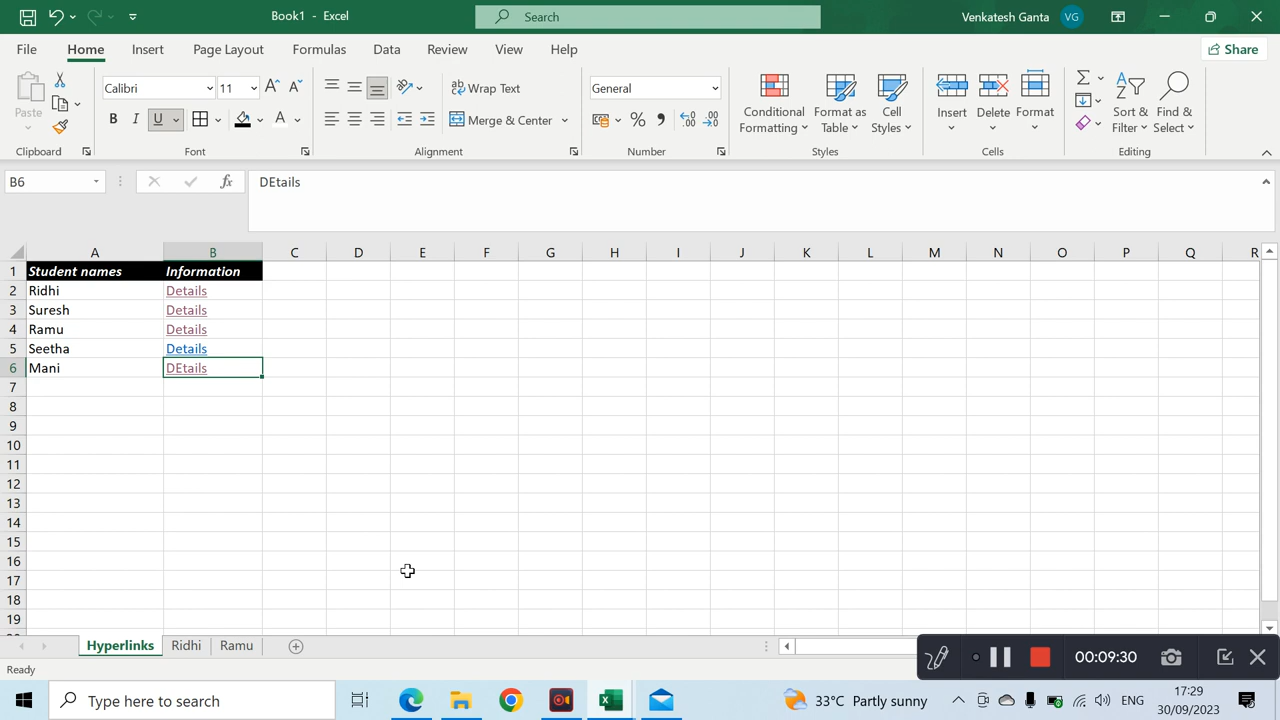 Book1 - Excel
Search
Venkatesh Ganta
VG
File Home Insert Page Layout Formulas Data Review View Help
Share
Paste
Calibri 11
B I U
Wrap Text
Merge & Center
General
Conditional Formatting
Format as Table
Cell Styles
Insert
Delete
Format
Sort & Filter
Find & Select
Clipboard Font Alignment Number Styles Cells Editing
B6
fx
DEtails
A B C D E F G H I J K L M N O P Q R
1 Student names Information
2 Ridhi Details
3 Suresh Details
4 Ramu Details
5 Seetha Details
6 Mani DEtails
7
8
9
10
11
12
13
14
15
16
17
18
19
Hyperlinks Ridhi Ramu
Ready
00:09:30
Type here to search
33°C Partly sunny
ENG
17:29
30/09/2023